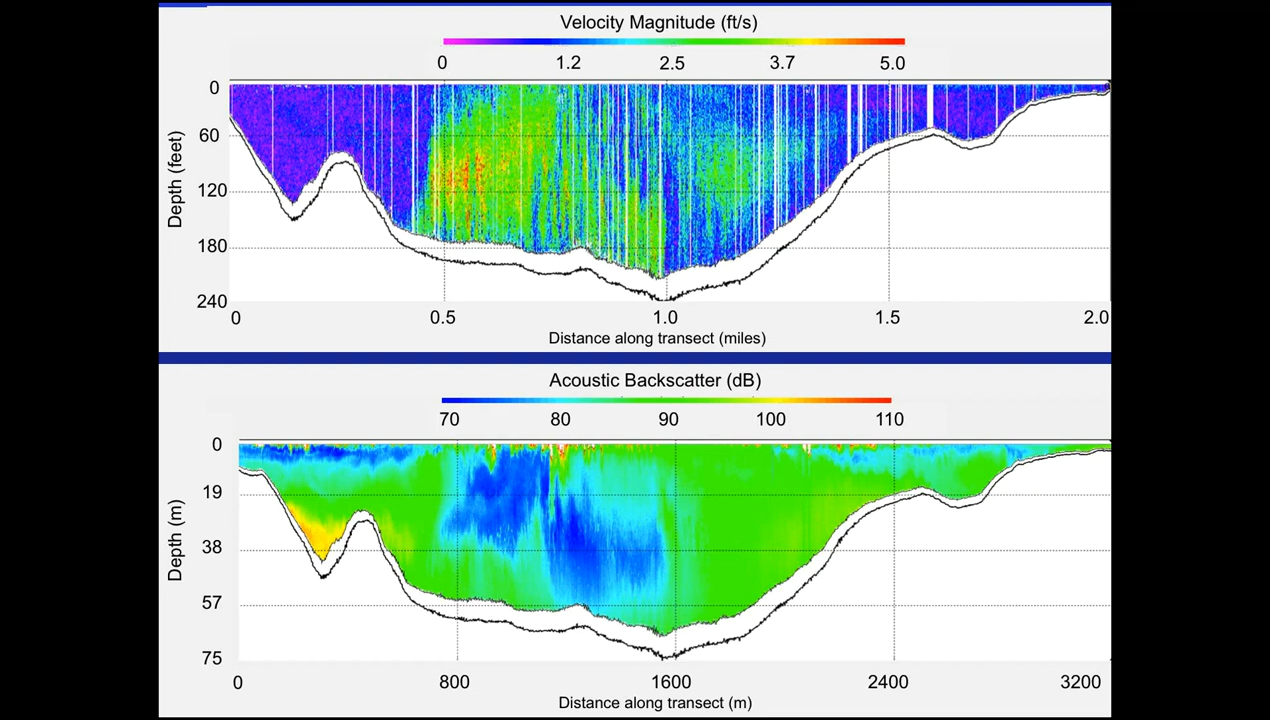 Velocity Magnitude (ft/s)
0 1.2 2.5 3.7 5.0
Depth (feet)
0
60
120
180
240
0 0.5 1.0 1.5 2.0
Distance along transect (miles)
Acoustic Backscatter (dB)
70 80 90 100 110
Depth (m)
0
19
38
57
75
0 800 1600 2400 3200
Distance along transect (m)